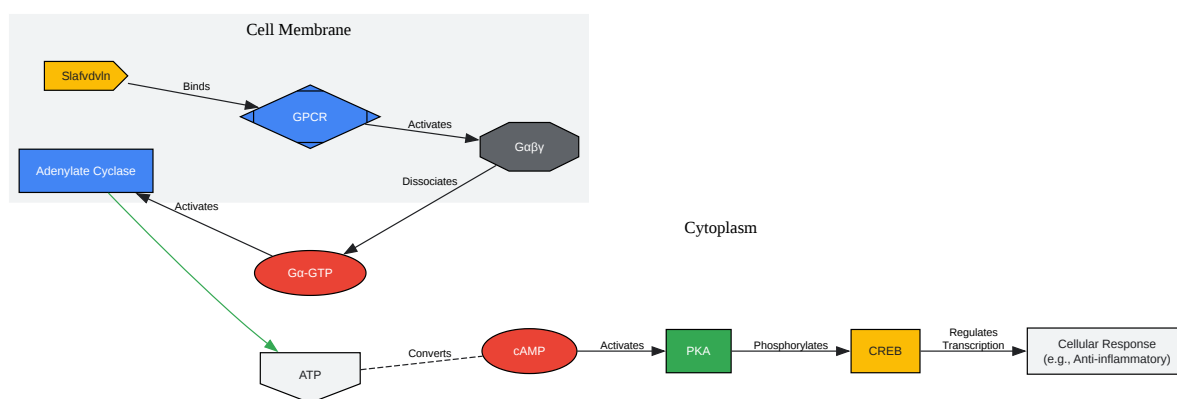 Cell Membrane
Slafvdvln
Binds
GPCR
Activates
Gαβγ
Adenylate Cyclase
Dissociates
Activates
Cytoplasm
Gα-GTP
ATP
Converts
cAMP
Activates
PKA
Phosphorylates
CREB
Regulates
Transcription
Cellular Response
(e.g., Anti-inflammatory)